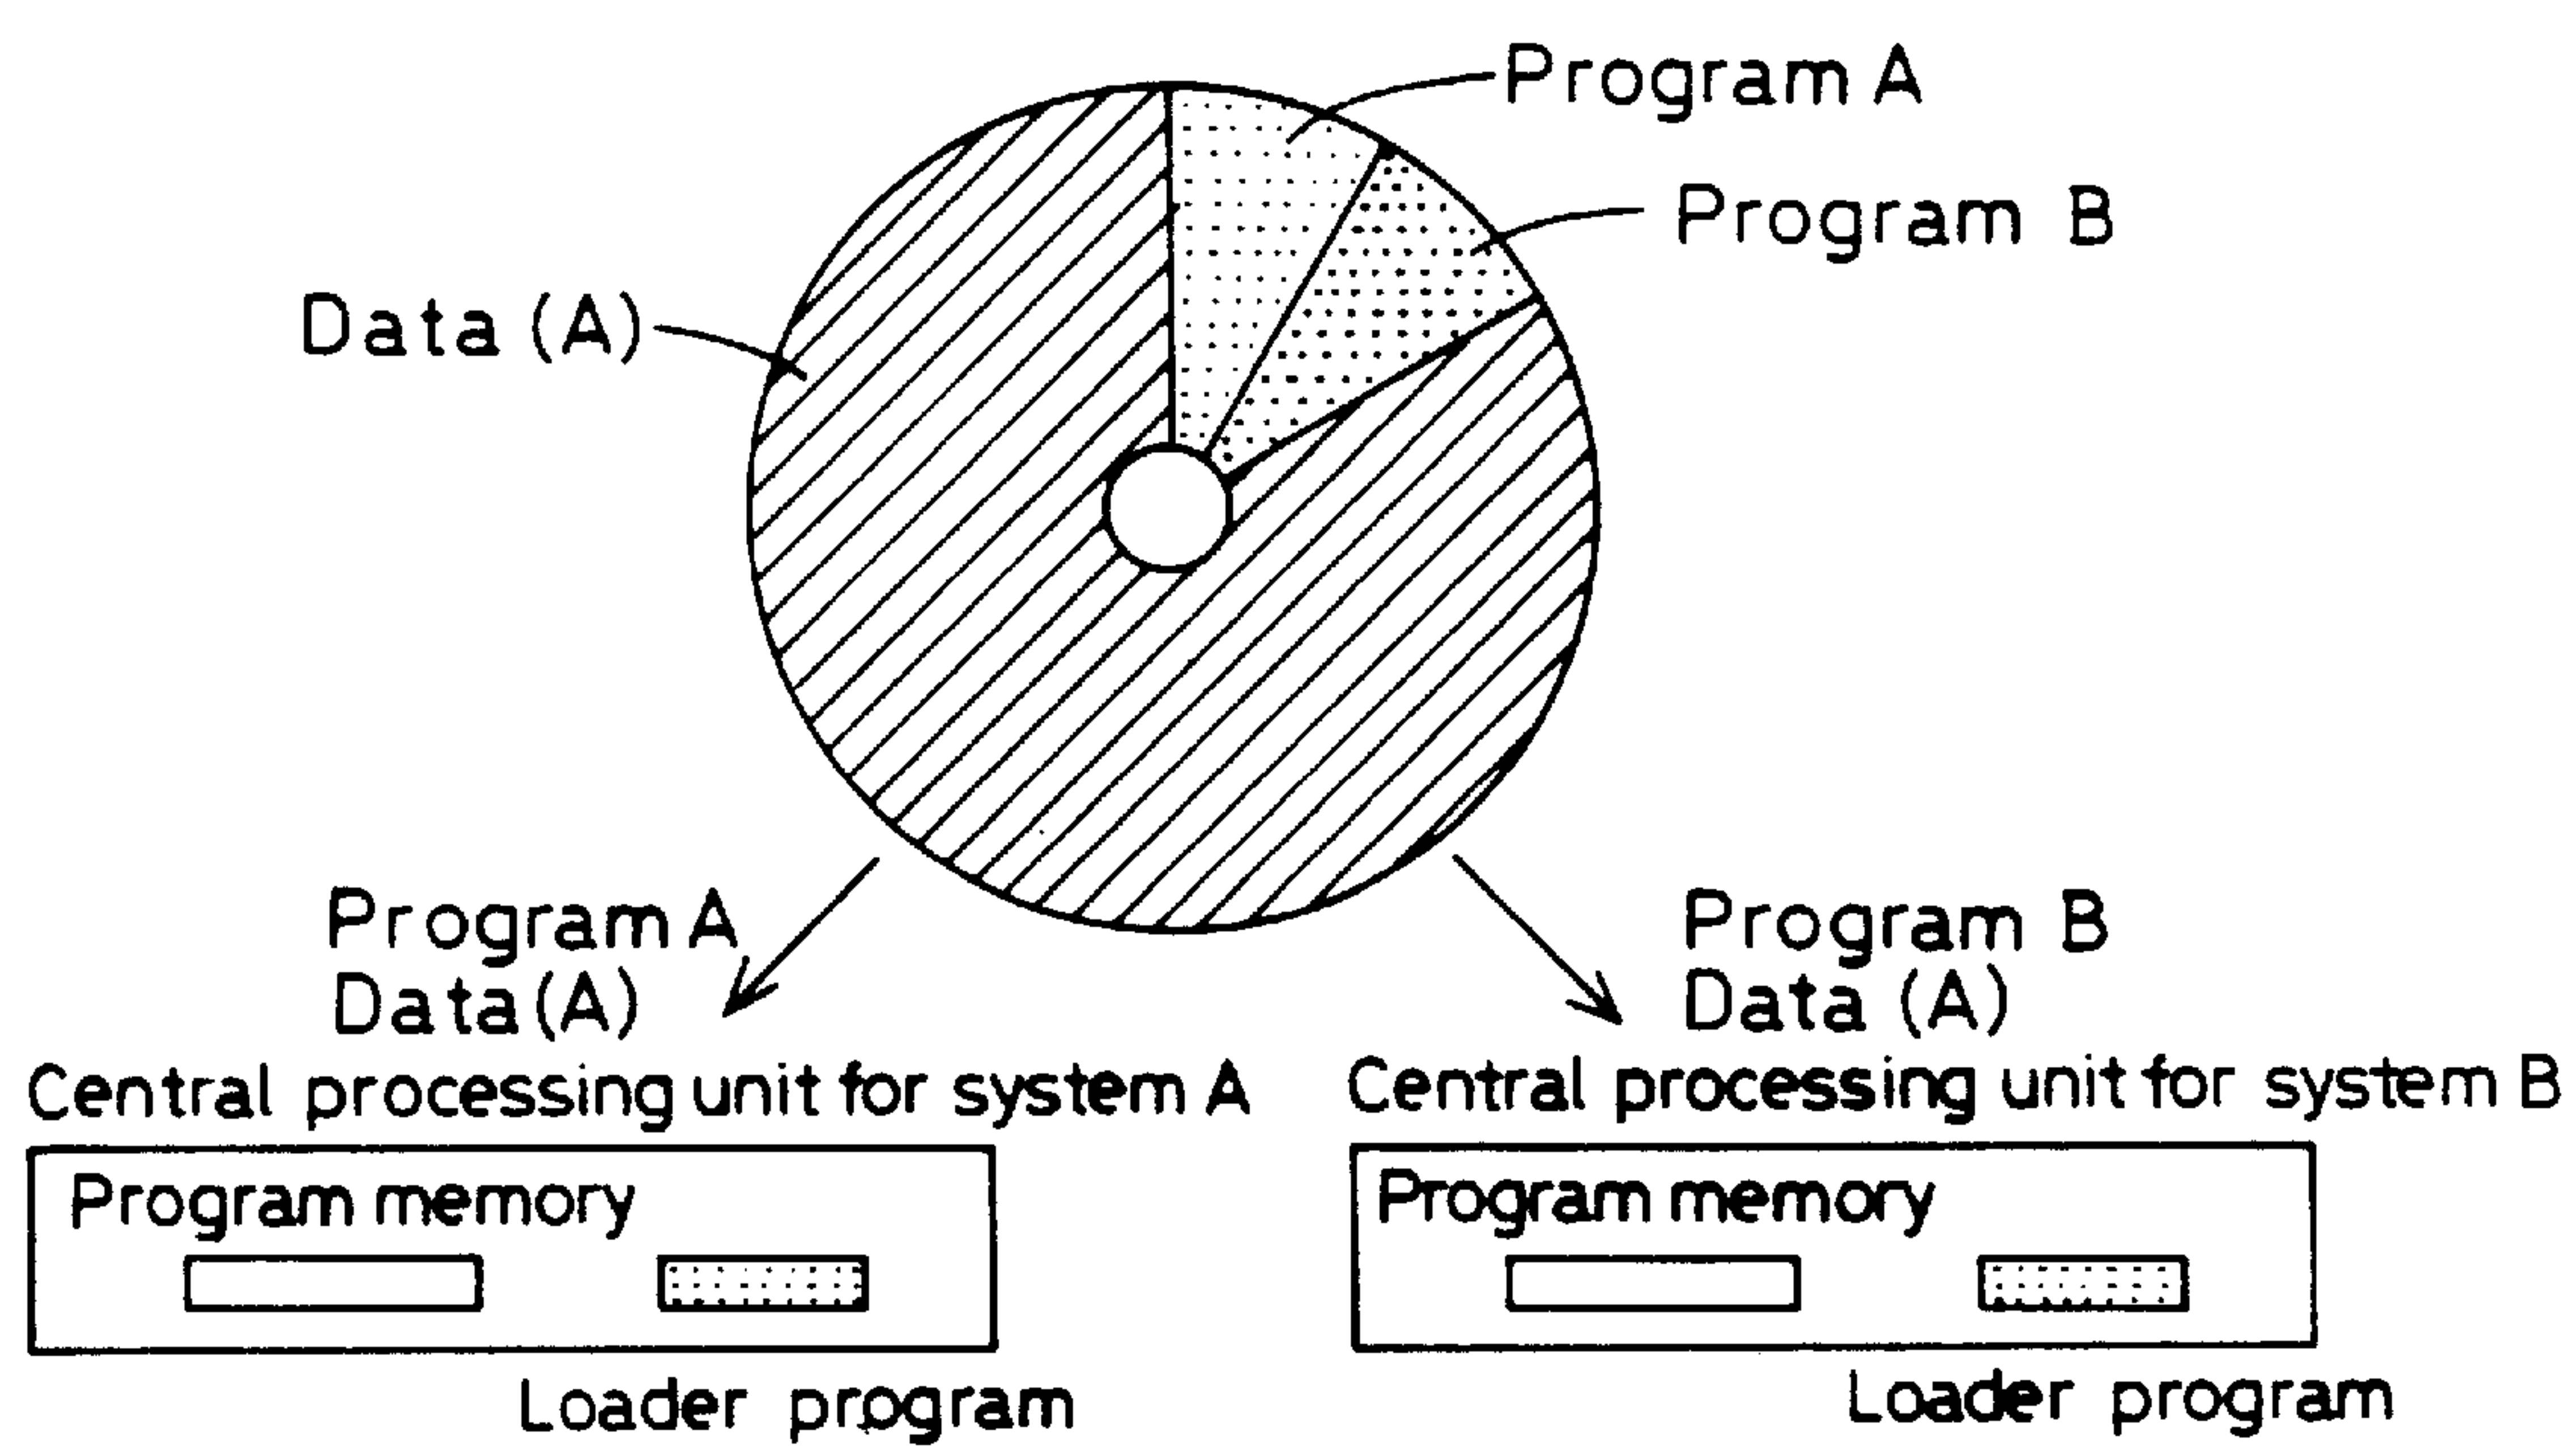 Program A
Program B
Data (A)
Program A
Data (A)
Program B
Data (A)
Central processing unit for system A
Central processing unit for system B
Program memory
Program memory
Loader program
Loader program